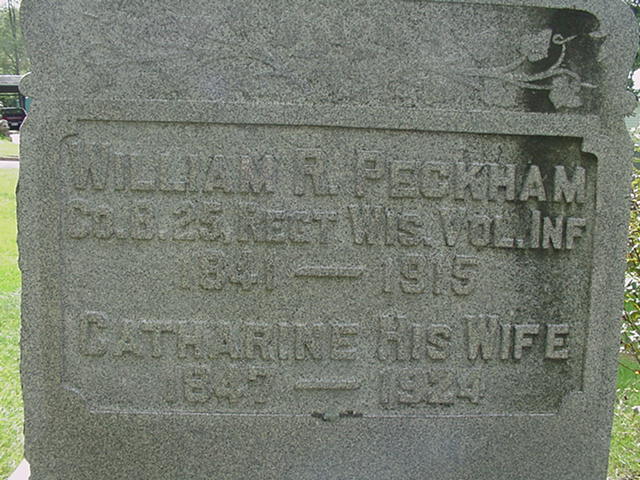 WILLIAM R. PECKHAM
CO. B. 25. REGT WIS. VOL. INF
1841 — 1915
CATHARINE HIS WIFE
1847 — 1924